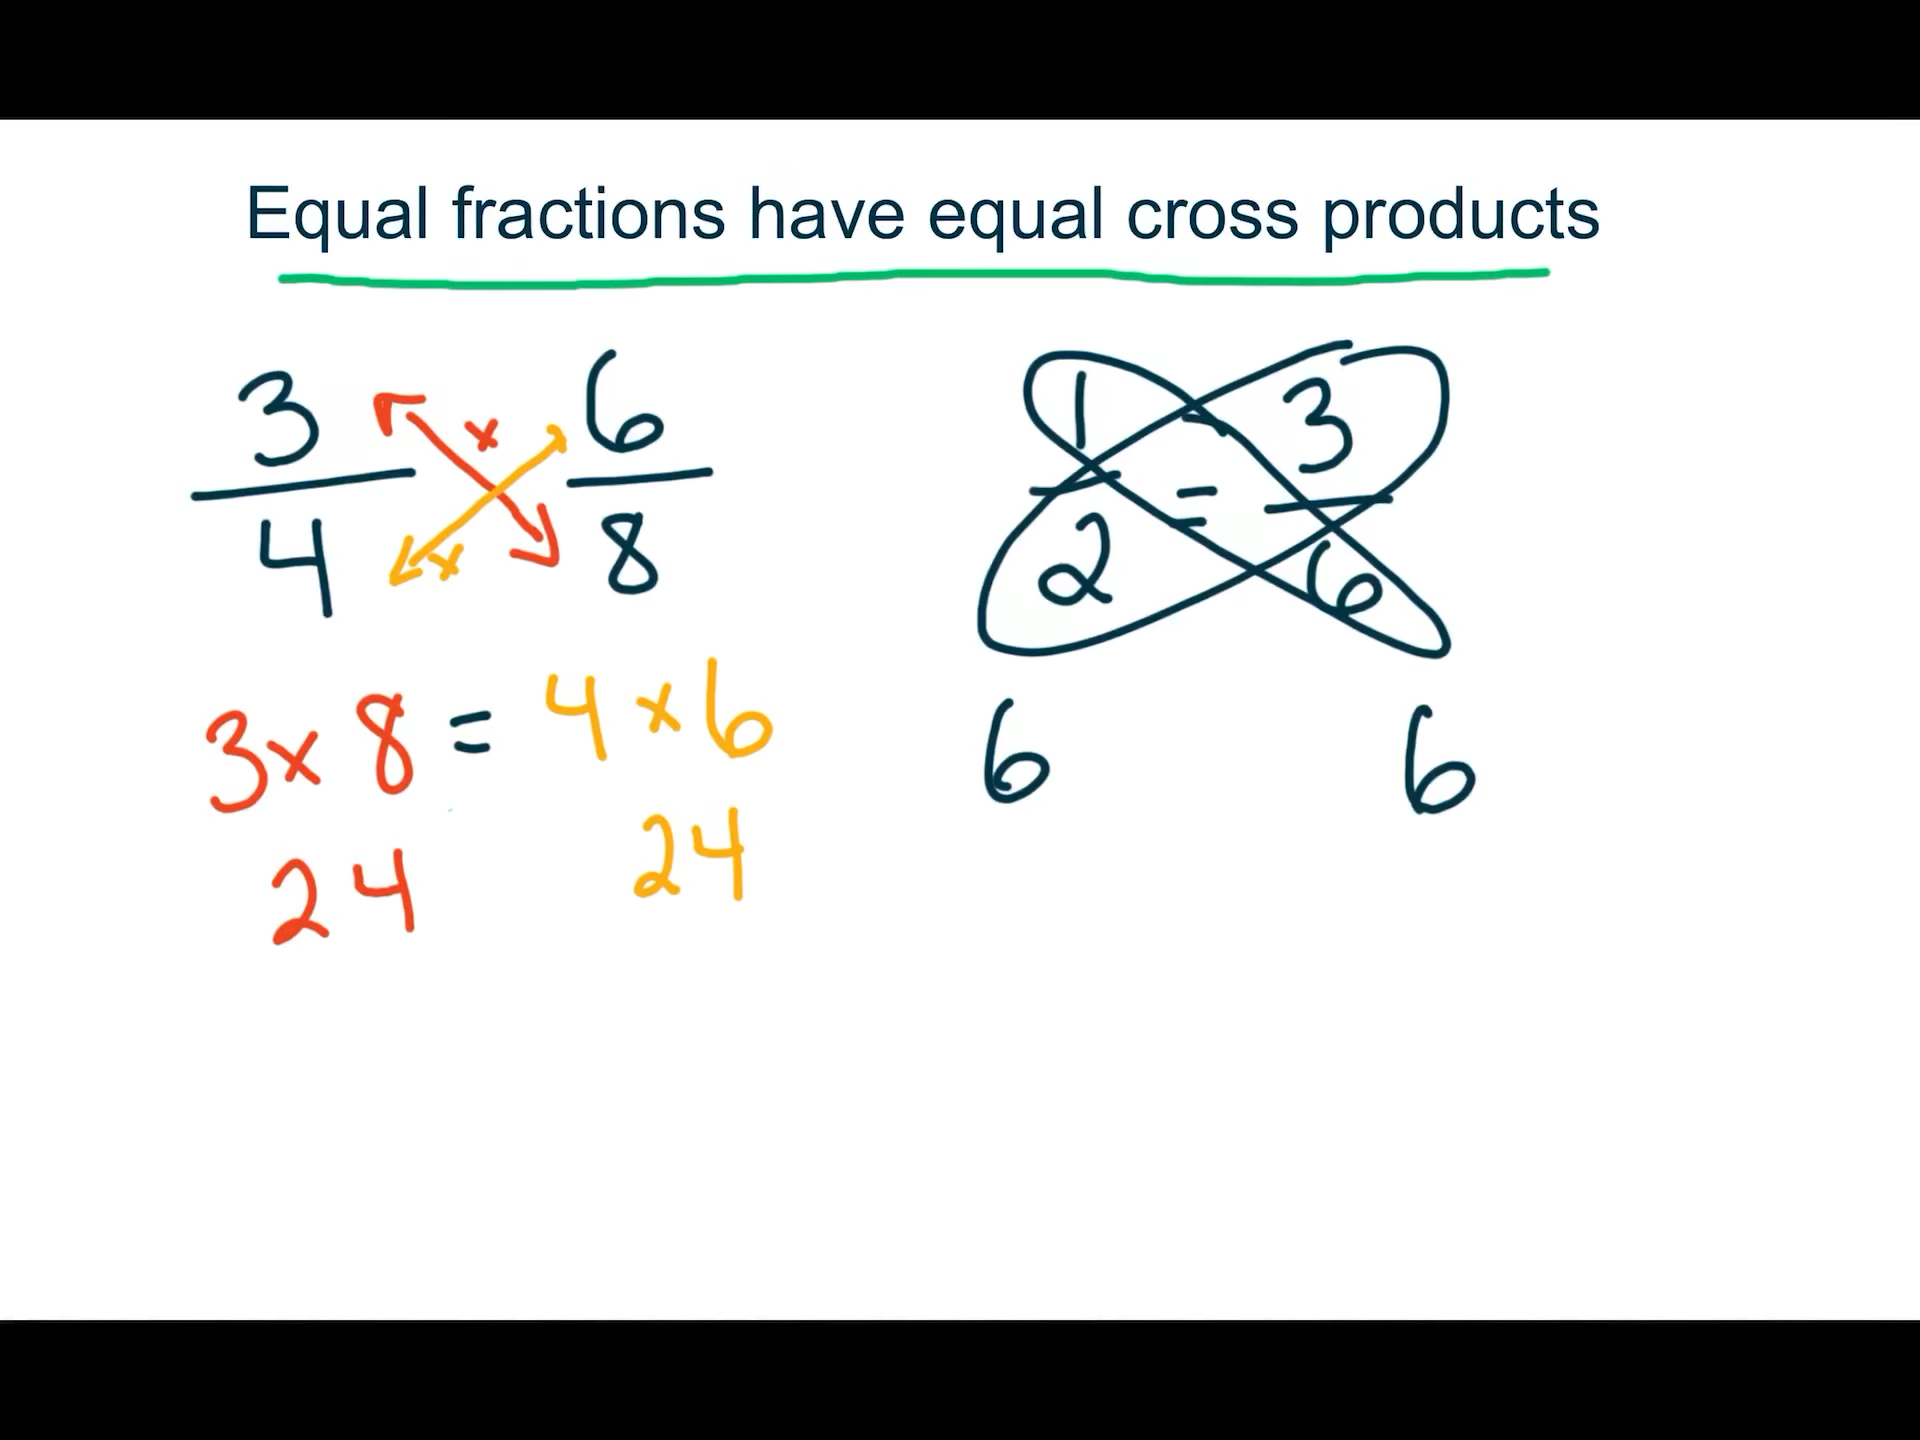 Equal fractions have equal cross products
3 × 6
4 × 8
3 × 8 = 4 × 6
24 24
1 = 3
2 6
6 6